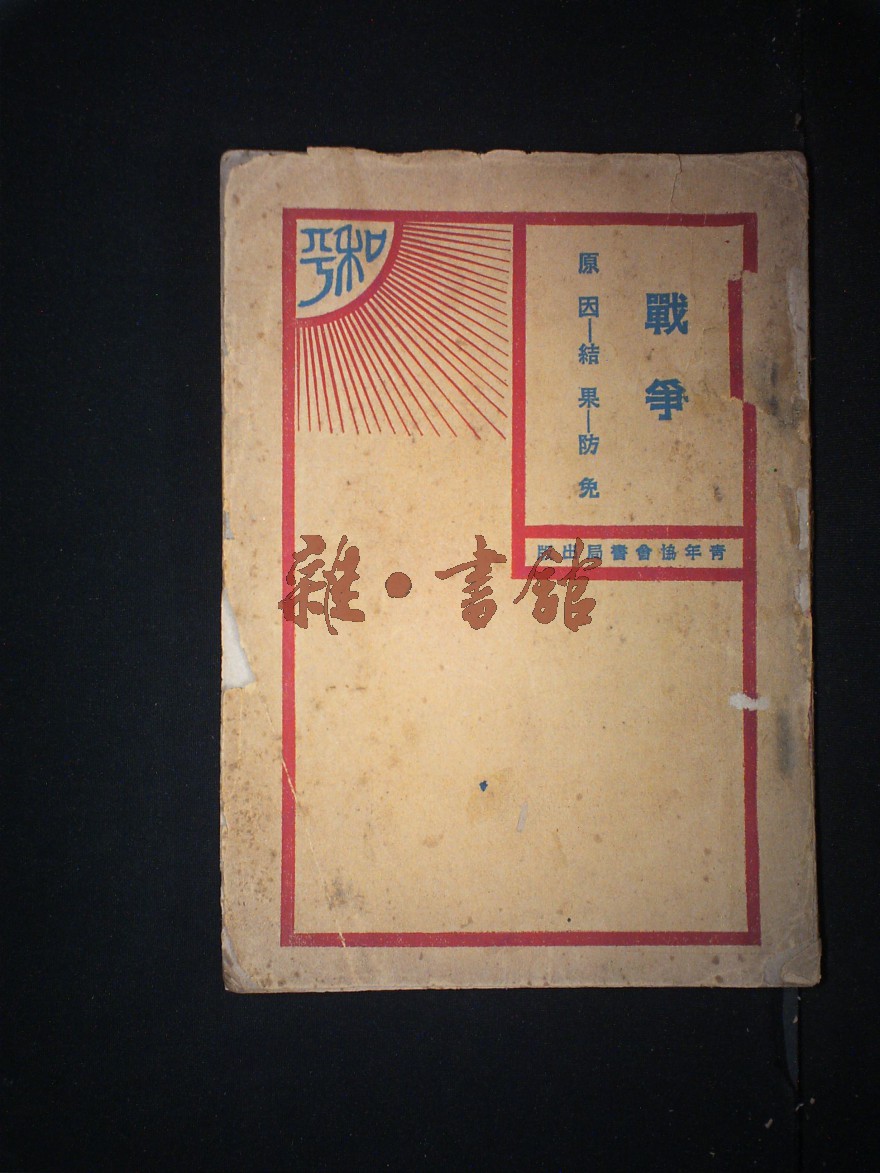 戰爭
原因—結果—防免
和平
青年協會書局出版
雜·書館